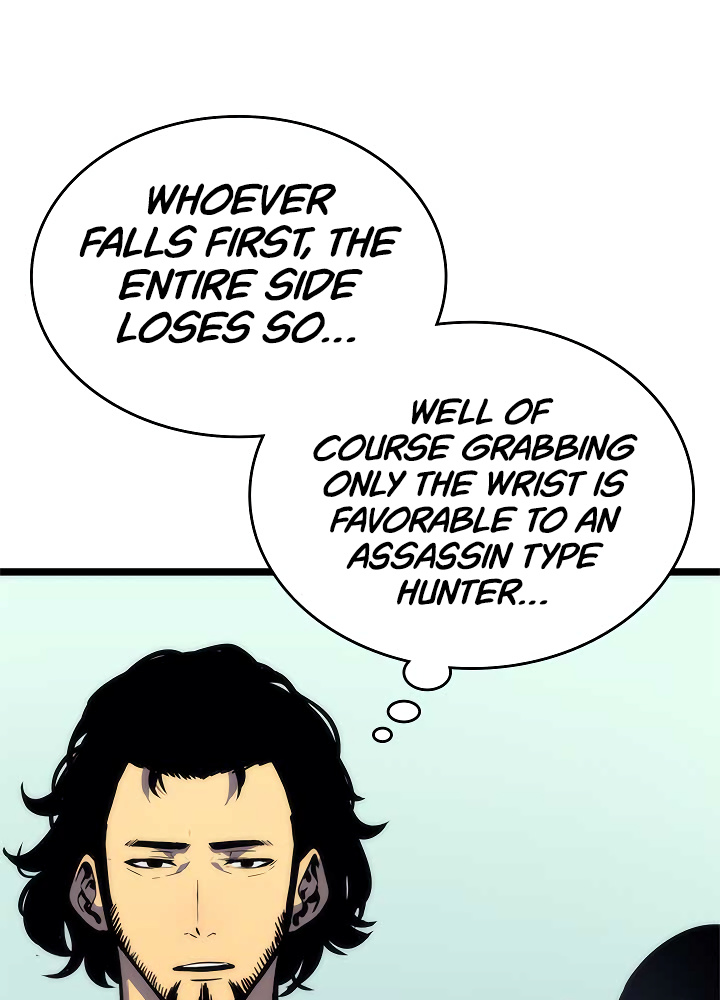 WHOEVER
FALLS FIRST, THE
ENTIRE SIDE
LOSES SO...
WELL OF
COURSE GRABBING
ONLY THE WRIST IS
FAVORABLE TO AN
ASSASSIN TYPE
HUNTER...